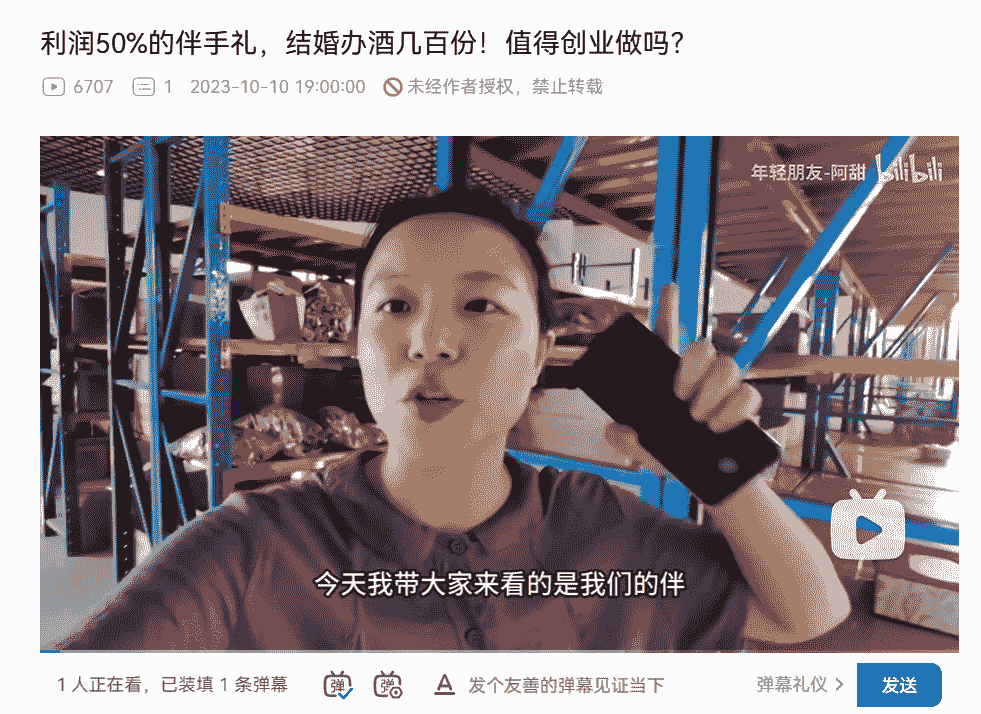 利润50%的伴手礼，结婚办酒几百份！值得创业做吗？
6707 1 2023-10-10 19:00:00 未经作者授权，禁止转载
年轻朋友-阿甜 bilibili
今天我带大家来看的是我们的伴
1 人正在看，已装填 1 条弹幕 弹 弹 A 发个友善的弹幕见证当下 弹幕礼仪 > 发送